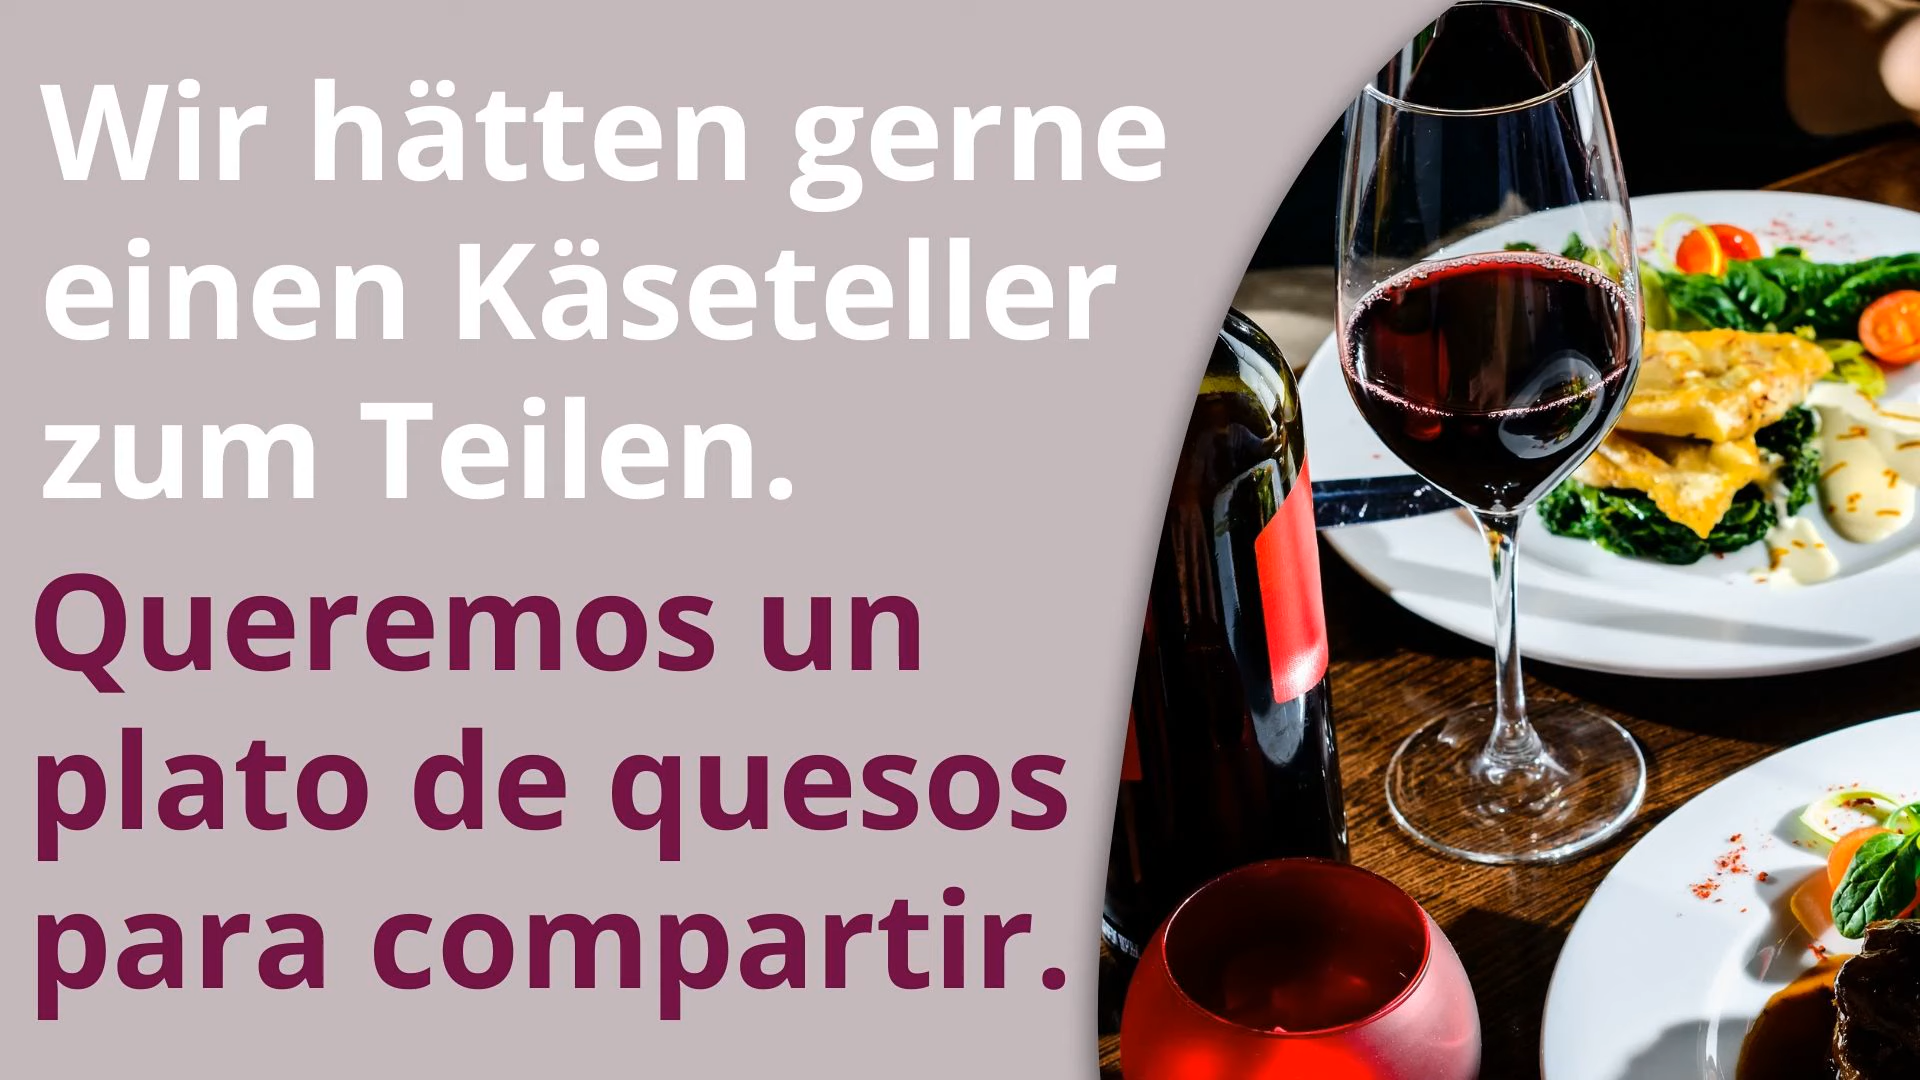 Wir hätten gerne
einen Käseteller
zum Teilen.
Queremos un
plato de quesos
para compartir.